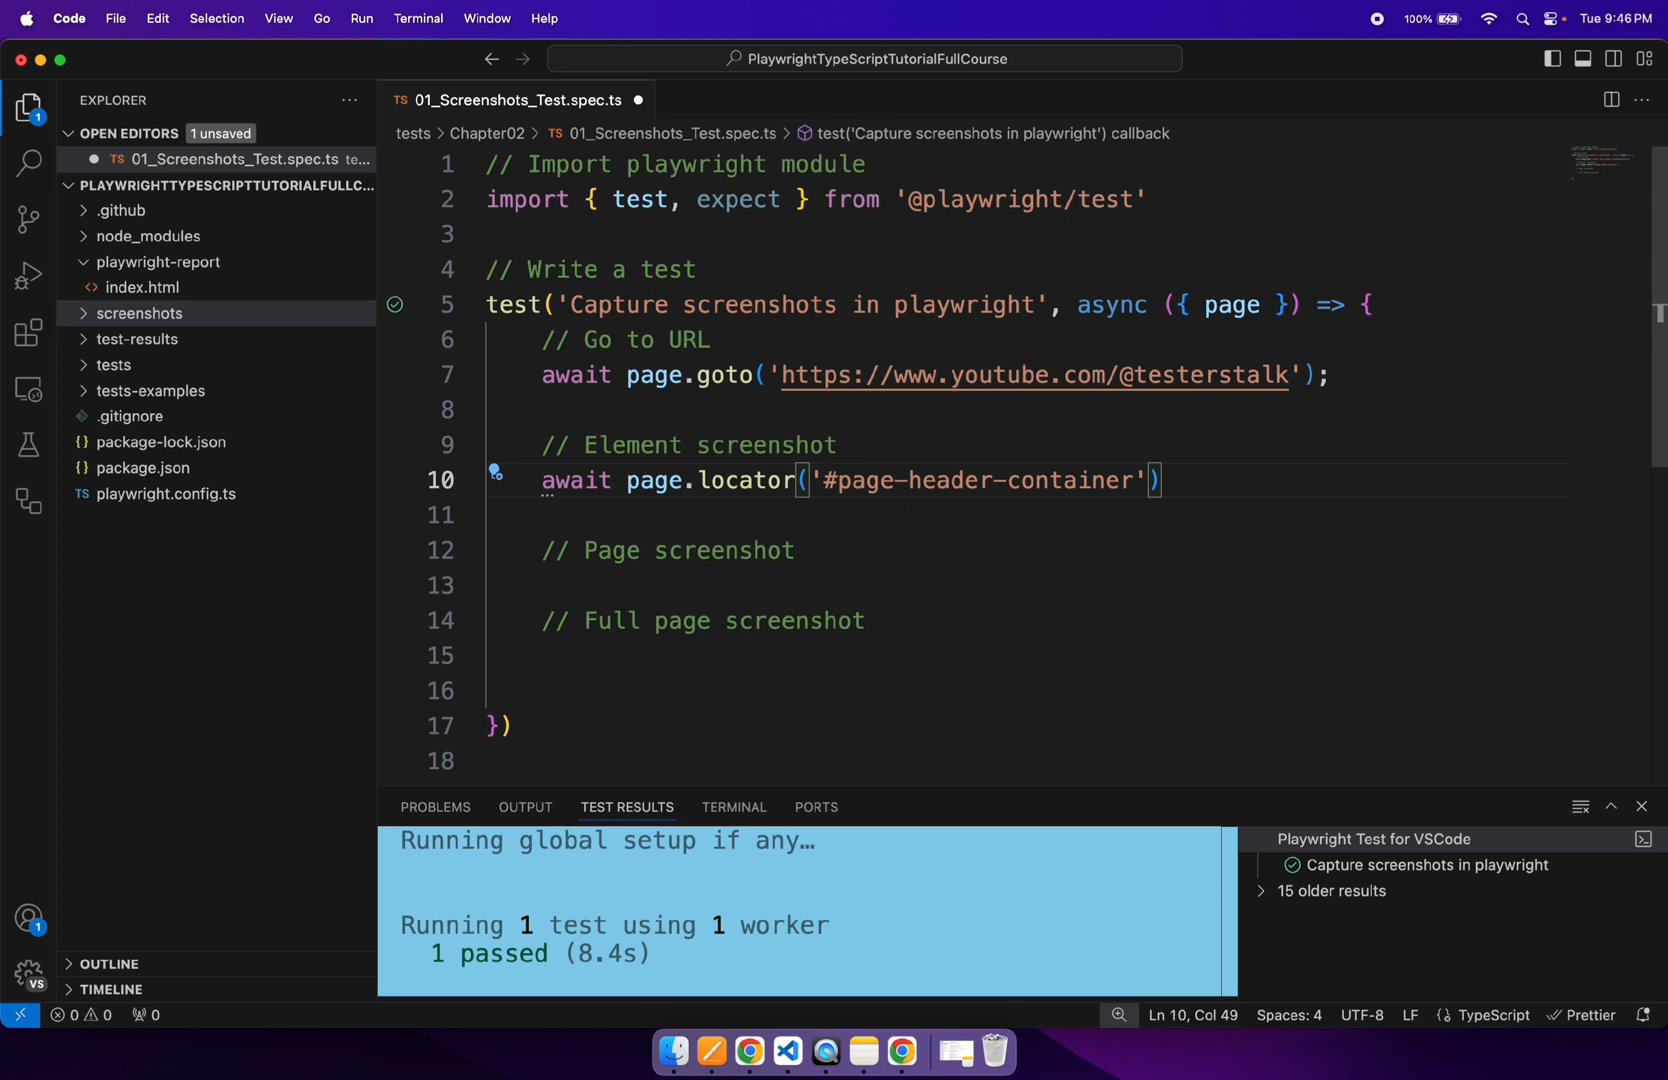 Code File Edit Selection View Go Run Terminal Window Help 100% Tue 9:46 PM
PlaywrightTypeScriptTutorialFullCourse
EXPLORER ···
OPEN EDITORS 1 unsaved
TS 01_Screenshots_Test.spec.ts te...
PLAYWRIGHTTYPESCRIPTTUTORIALFULLC...
.github
node_modules
playwright-report
<> index.html
screenshots
test-results
tests
tests-examples
.gitignore
{} package-lock.json
{} package.json
TS playwright.config.ts
OUTLINE
TIMELINE
1
1
VS
TS 01_Screenshots_Test.spec.ts
tests > Chapter02 > TS 01_Screenshots_Test.spec.ts > test('Capture screenshots in playwright') callback
1 // Import playwright module
2 import { test, expect } from '@playwright/test'
3
4 // Write a test
5 test('Capture screenshots in playwright', async ({ page }) => {
6 // Go to URL
7 await page.goto('https://www.youtube.com/@testerstalk');
8
9 // Element screenshot
10 await page.locator('#page-header-container')
11
12 // Page screenshot
13
14 // Full page screenshot
15
16
17 })
18
PROBLEMS OUTPUT TEST RESULTS TERMINAL PORTS
Running global setup if any…
Running 1 test using 1 worker
1 passed (8.4s)
Playwright Test for VSCode
Capture screenshots in playwright
15 older results
0 0 0 Ln 10, Col 49 Spaces: 4 UTF-8 LF {} TypeScript Prettier